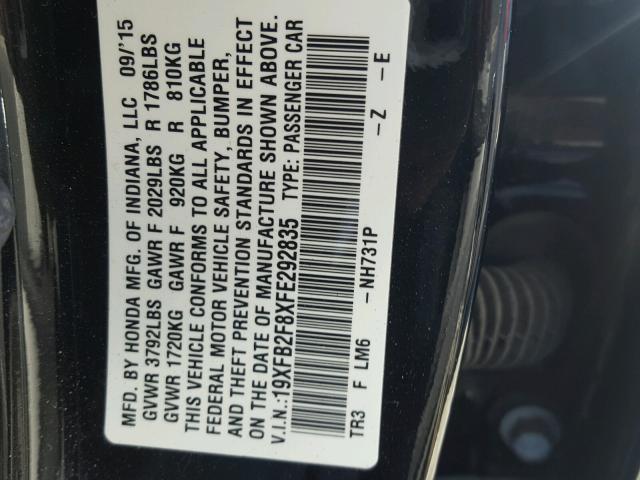 MFD. BY HONDA MFG. OF INDIANA, LLC 09/'15
GVWR 3792LBS GAWR F 2029LBS R 1786LBS
GVWR 1720KG GAWR F 920KG R 810KG
THIS VEHICLE CONFORMS TO ALL APPLICABLE
FEDERAL MOTOR VEHICLE SAFETY, BUMPER,
AND THEFT PREVENTION STANDARDS IN EFFECT
ON THE DATE OF MANUFACTURE SHOWN ABOVE.
V.I.N.:19XFB2F8XFE292835 TYPE: PASSENGER CAR
TR3 F LM6 -NH731P -Z -E